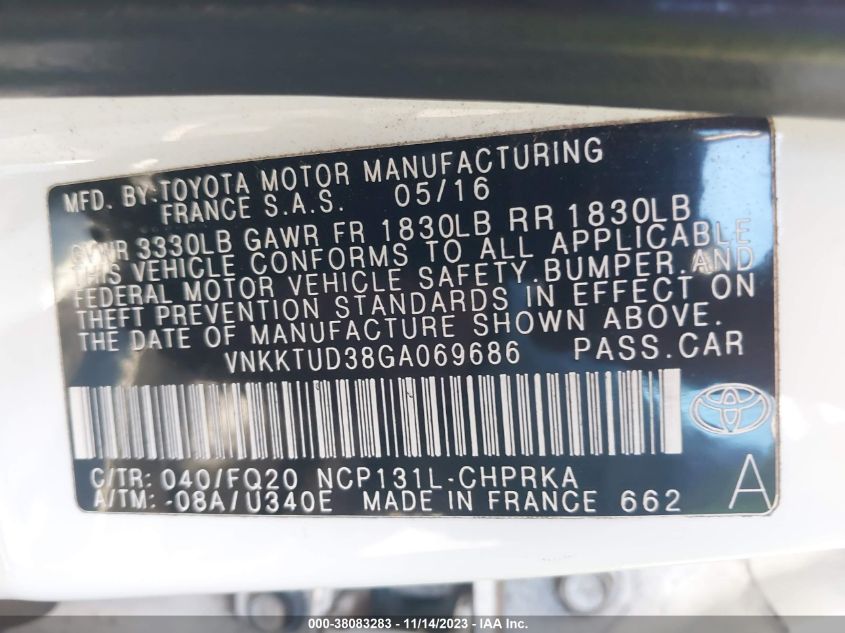 MFD. BY:TOYOTA MOTOR MANUFACTURING
FRANCE S.A.S. 05/16
GVWR 3330LB GAWR FR 1830LB RR 1830LB
THIS VEHICLE CONFORMS TO ALL APPLICABLE
FEDERAL MOTOR VEHICLE SAFETY,BUMPER,AND
THEFT PREVENTION STANDARDS IN EFFECT ON
THE DATE OF MANUFACTURE SHOWN ABOVE.
VNKKTUD38GA069686 PASS.CAR
C/TR: 040/FQ20 NCP131L-CHPRKA
A/TM: -08A/U340E MADE IN FRANCE 662 A
000-38083283 - 11/14/2023 - IAA Inc.